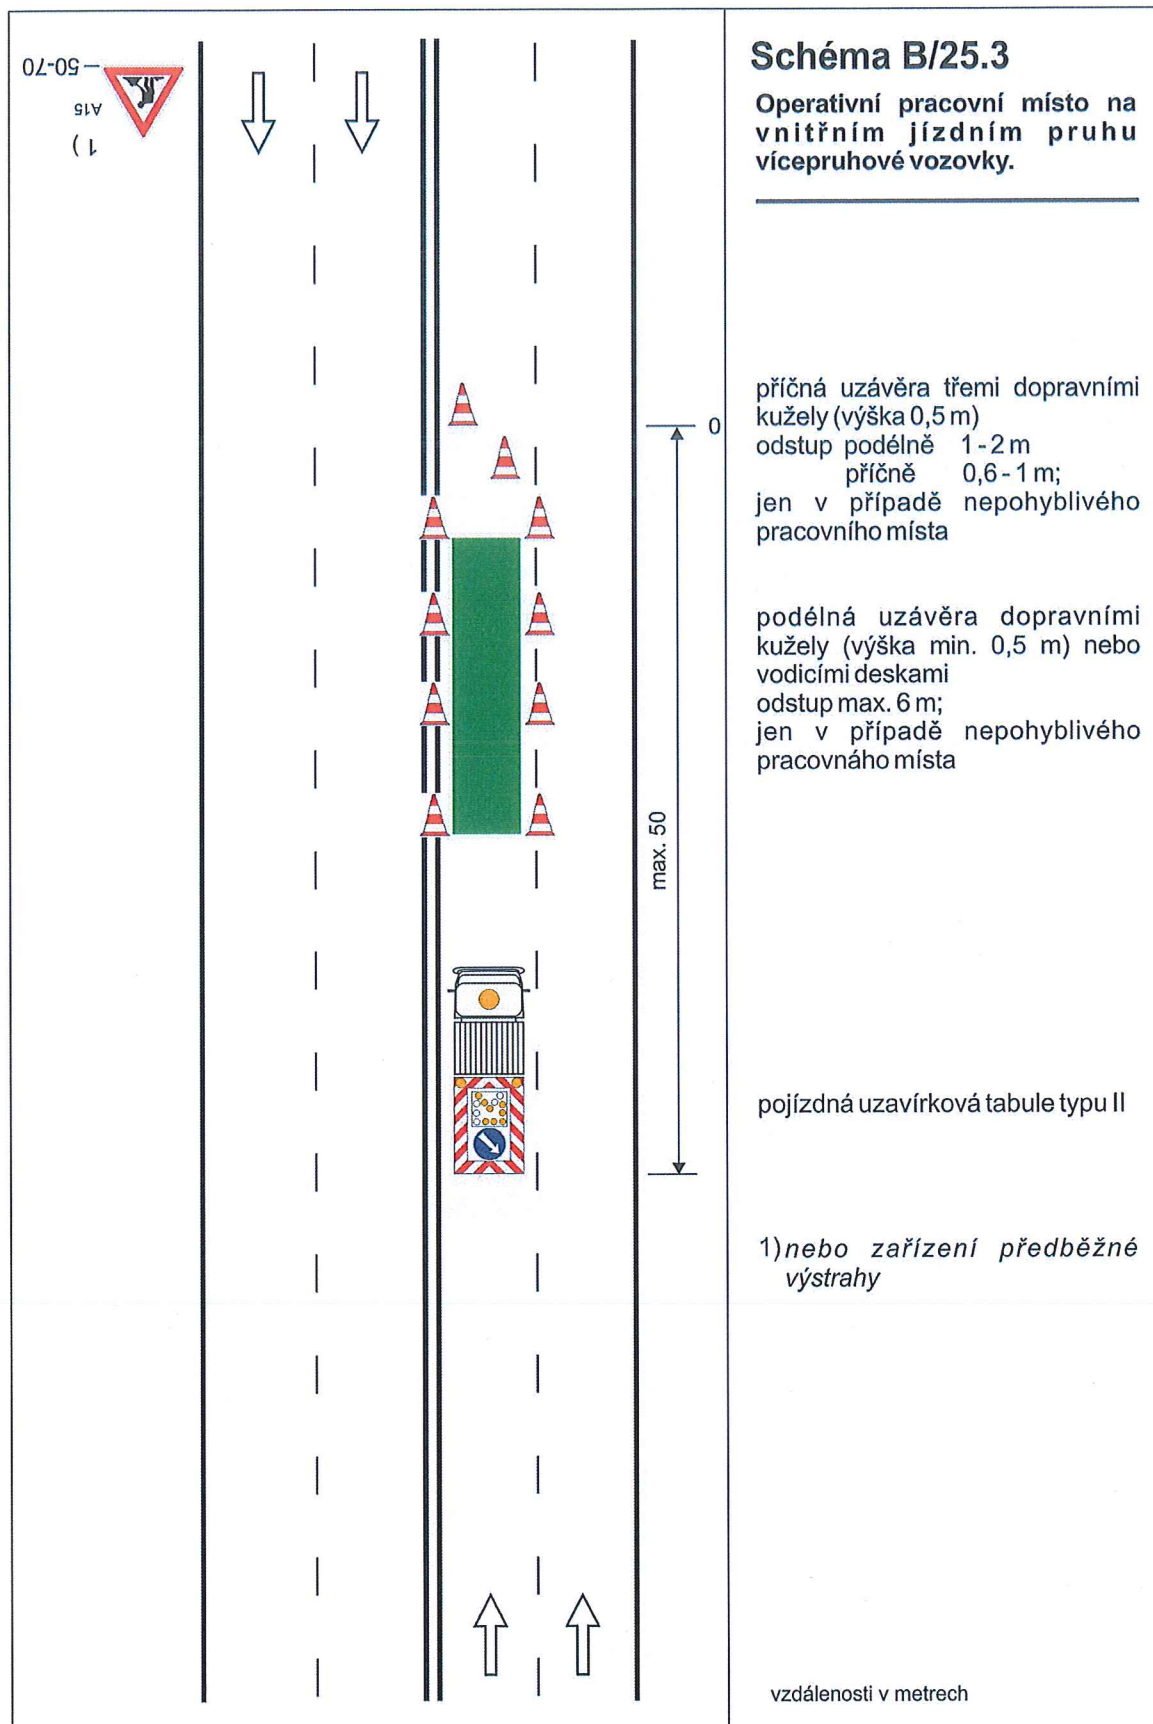 Schéma B/25.3
Operativní pracovní místo na
vnitřním jízdním pruhu
vícepruhové vozovky.
50-70
A15
1)
příčná uzávěra třemi dopravními
kužely (výška 0,5 m)
odstup podélně 1-2 m
příčně 0,6-1 m;
jen v případě nepohyblivého
pracovního místa
0
podélná uzávěra dopravními
kužely (výška min. 0,5 m) nebo
vodicími deskami
odstup max. 6 m;
jen v případě nepohyblivého
pracovnáho místa
max. 50
pojízdná uzavírková tabule typu II
1) nebo zařízení předběžné
výstrahy
vzdálenosti v metrech